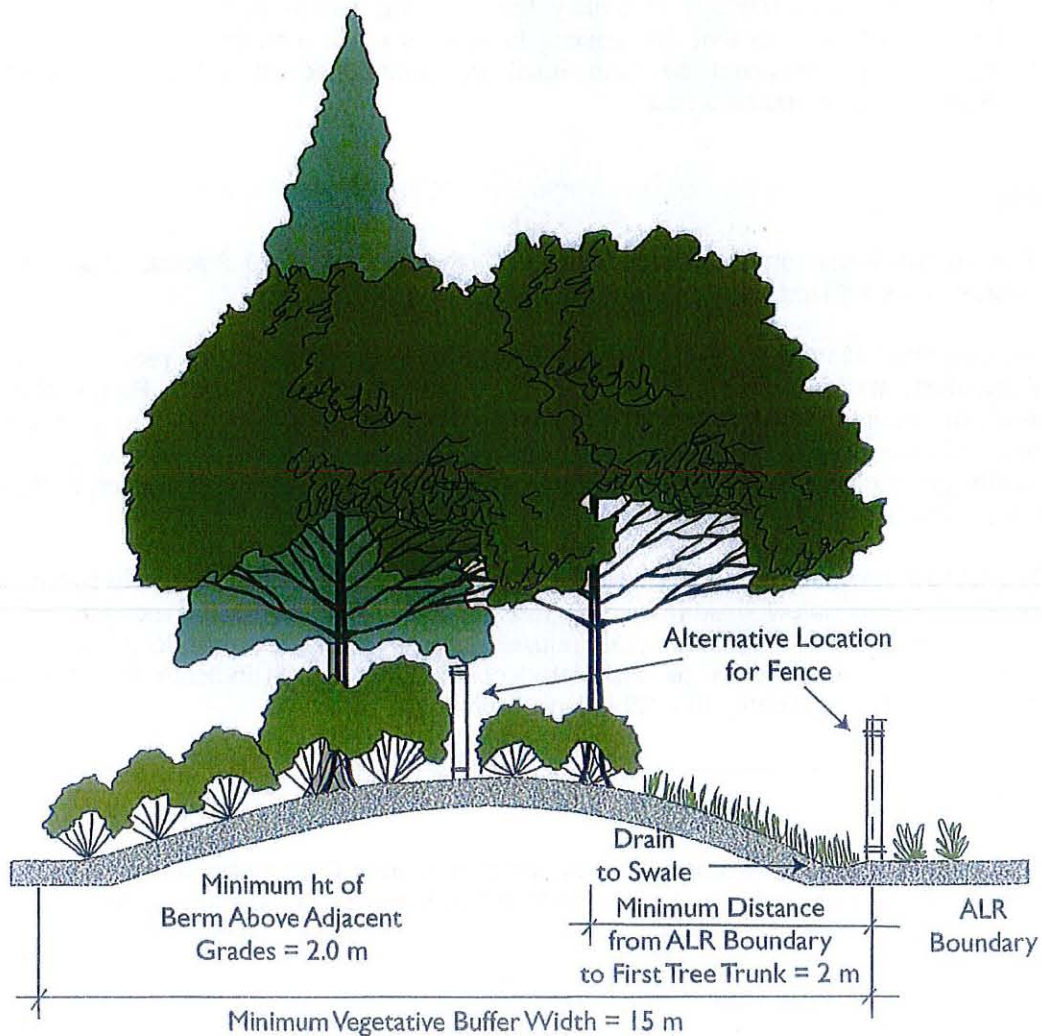 Alternative Location
for Fence
Drain
to Swale
Minimum ht of
Berm Above Adjacent
Grades = 2.0 m
Minimum Distance
from ALR Boundary
to First Tree Trunk = 2 m
ALR
Boundary
Minimum Vegetative Buffer Width = 15 m